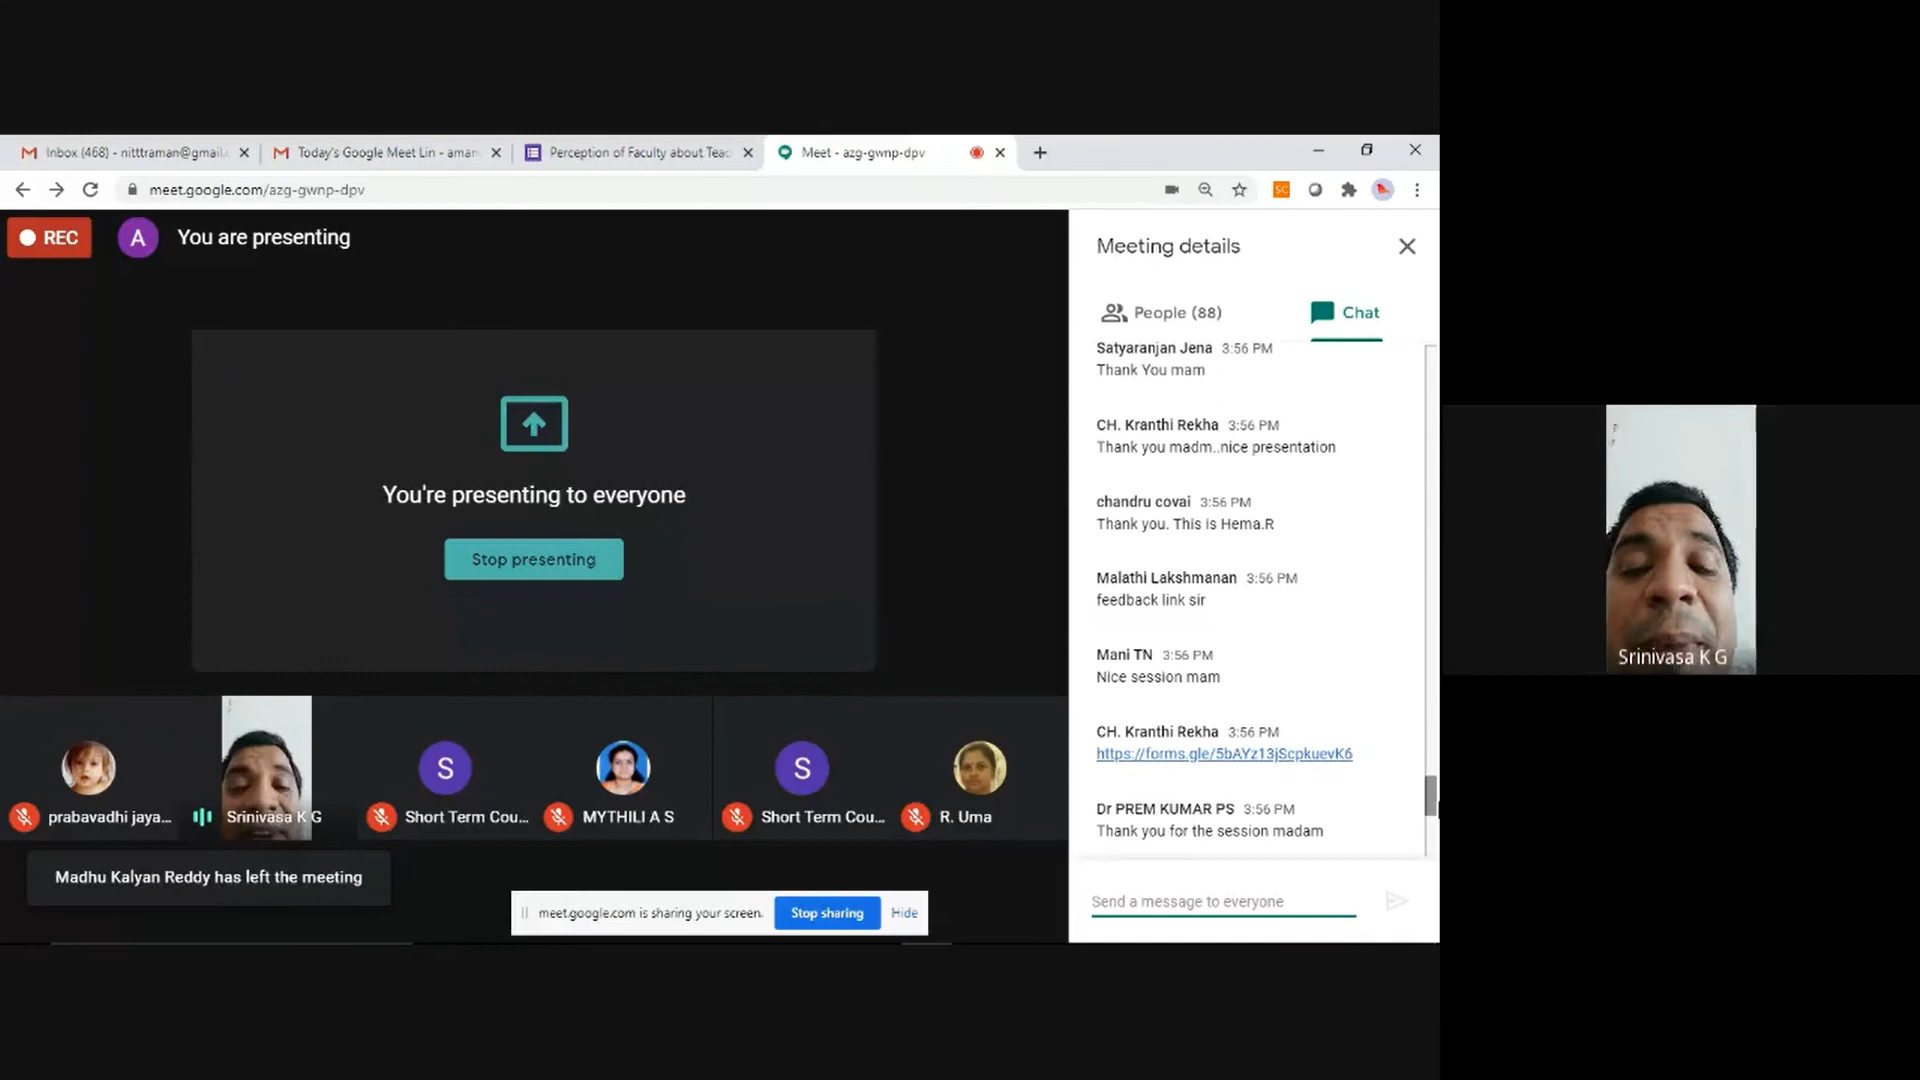 Inbox (468) - nitttraman@gmail.
Today's Google Meet Lin - aman
Perception of Faculty about Teac
Meet - azg-gwnp-dpv
meet.google.com/azg-gwnp-dpv
SC
REC
A
You are presenting
You're presenting to everyone
Stop presenting
Meeting details
People (88)
Chat
Satyaranjan Jena 3:56 PM
Thank You mam
CH. Kranthi Rekha 3:56 PM
Thank you madm..nice presentation
chandru covai 3:56 PM
Thank you. This is Hema.R
Malathi Lakshmanan 3:56 PM
feedback link sir
Mani TN 3:56 PM
Nice session mam
CH. Kranthi Rekha 3:56 PM
https://forms.gle/5bAYz13jScpkuevK6
Dr PREM KUMAR PS 3:56 PM
Thank you for the session madam
Send a message to everyone
S
S
prabavadhi jaya...
Srinivasa K G
Short Term Cou...
MYTHILI A S
Short Term Cou...
R. Uma
Madhu Kalyan Reddy has left the meeting
meet.google.com is sharing your screen.
Stop sharing
Hide
Srinivasa K G